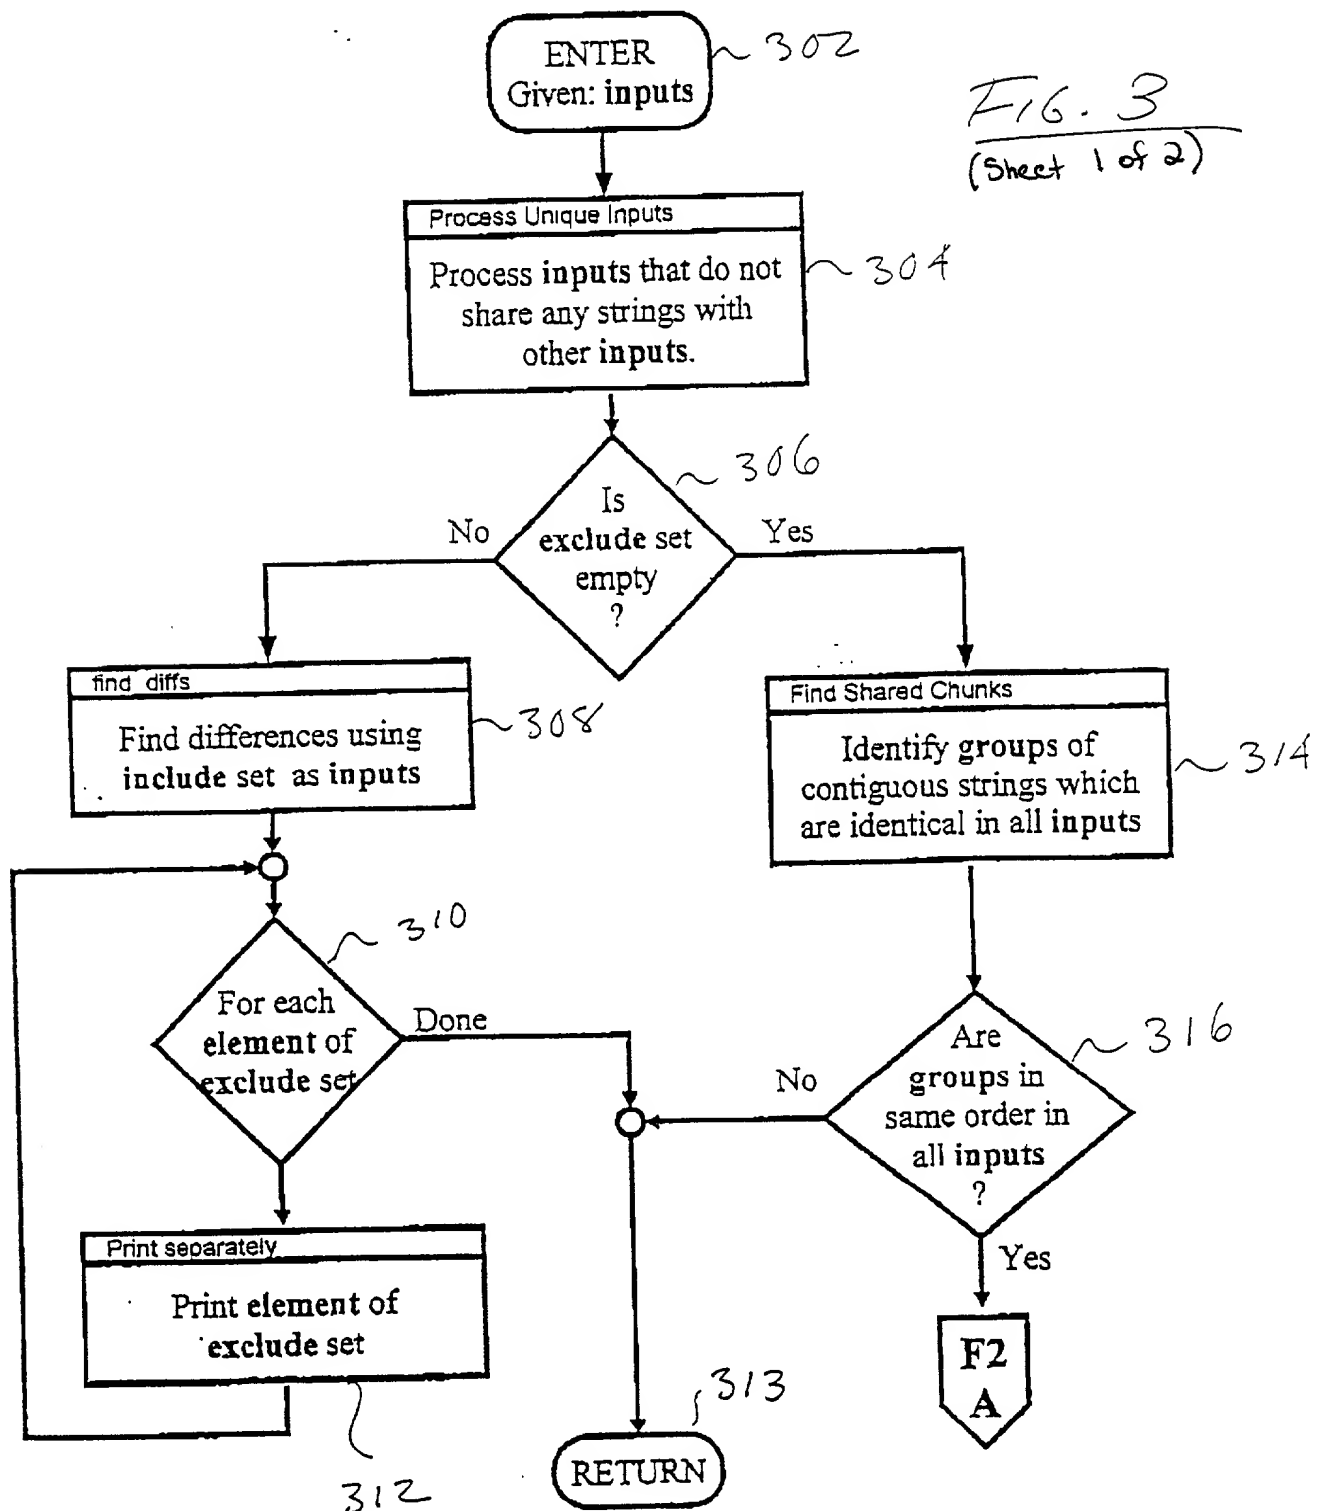 ENTER
Given: inputs
302
FIG. 3
(Sheet 1 of 2)
Process Unique Inputs
Process inputs that do not
share any strings with
other inputs.
304
306
Is
exclude set
empty
?
No
Yes
find_diffs
Find differences using
include set as inputs
308
Find Shared Chunks
Identify groups of
contiguous strings which
are identical in all inputs
314
310
For each
element of
exclude set
Done
316
Are
groups in
same order in
all inputs
?
No
Yes
Print separately
Print element of
exclude set
312
F2
A
313
RETURN